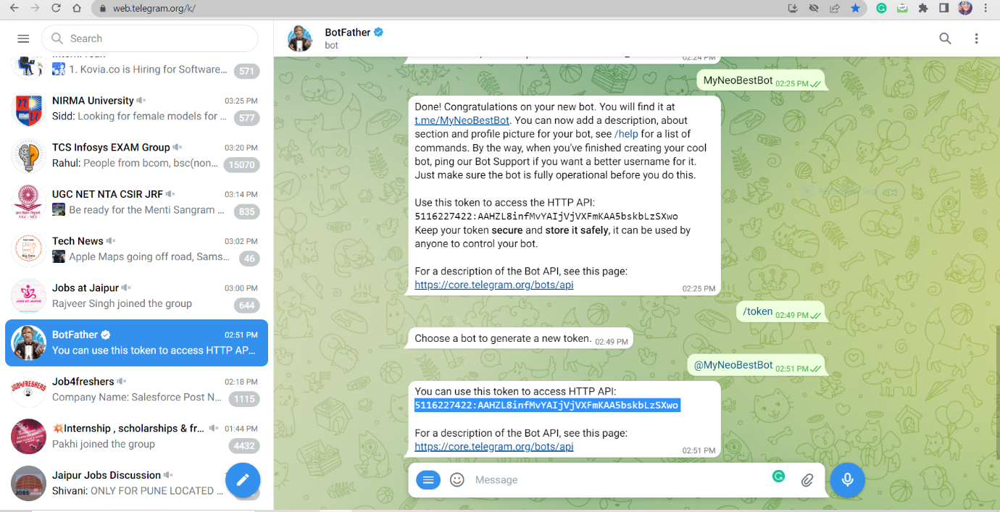 web.telegram.org/k/
Search
1. Kovia.co is Hiring for Software... 571
NIRMA University 03:25 PM
Sidd: Looking for female models for ... 577
TCS Infosys EXAM Group 03:20 PM
Rahul: People from bcom, bsc(non... 15070
UGC NET NTA CSIR JRF 03:14 PM
Be ready for the Menti Sangram ... 835
Tech News 03:02 PM
Apple Maps going off road, Sams... 46
Jobs at Jaipur 03:00 PM
Rajveer Singh joined the group 644
BotFather 02:51 PM
You can use this token to access HTTP AP...
Job4freshers 02:18 PM
Company Name: Salesforce Post N... 1115
Internship , scholarships & fr... 01:44 PM
Pakhi joined the group 4432
Jaipur Jobs Discussion
Shivani: ONLY FOR PUNE LOCATED ...
BotFather
bot
02:24 PM
MyNeoBestBot 02:25 PM
Done! Congratulations on your new bot. You will find it at
t.me/MyNeoBestBot. You can now add a description, about
section and profile picture for your bot, see /help for a list of
commands. By the way, when you've finished creating your cool
bot, ping our Bot Support if you want a better username for it.
Just make sure the bot is fully operational before you do this.
Use this token to access the HTTP API:
5116227422:AAHZL8infMvYAIjVjVXFmKAA5bskbLzSXwo
Keep your token secure and store it safely, it can be used by
anyone to control your bot.
For a description of the Bot API, see this page:
https://core.telegram.org/bots/api 02:25 PM
/token 02:49 PM
Choose a bot to generate a new token. 02:49 PM
@MyNeoBestBot 02:51 PM
You can use this token to access HTTP API:
5116227422:AAHZL8infMvYAIjVjVXFmKAA5bskbLzSXwo
For a description of the Bot API, see this page:
https://core.telegram.org/bots/api 02:51 PM
Message